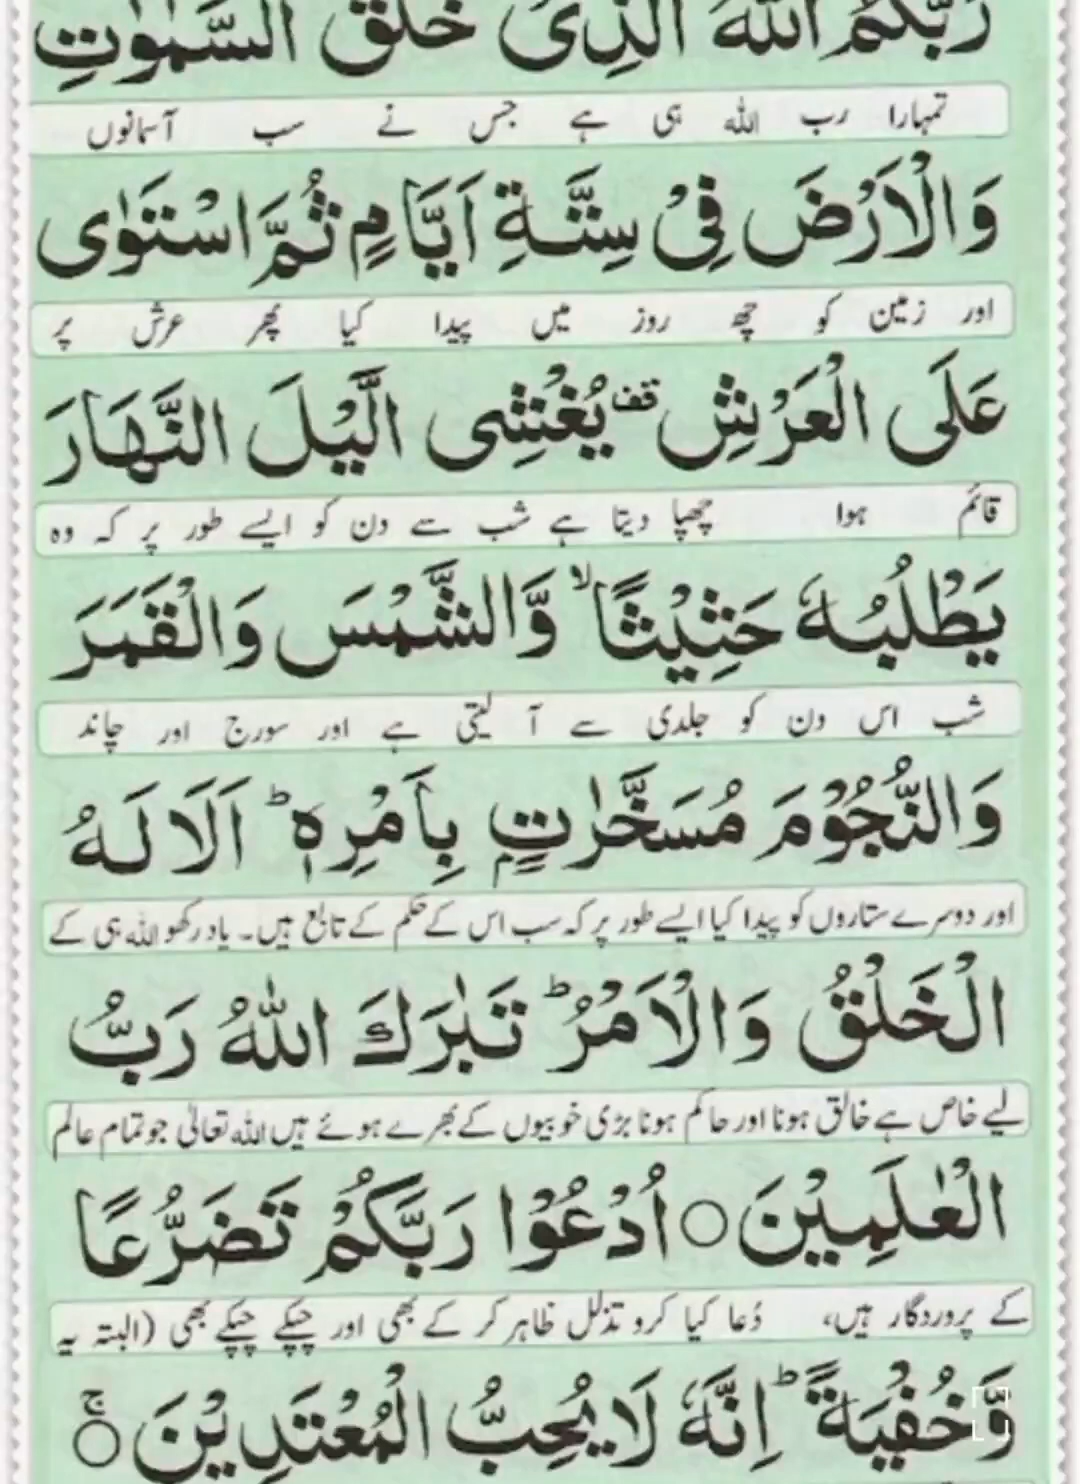 رَبَّكُمُ اللّٰهُ الَّذِیْ خَلَقَ السَّمٰوٰتِ
تمہارا رب اللہ ہی ہے جس نے سب آسمانوں
وَالْاَرْضَ فِیْ سِتَّةِ اَیَّامٍ ثُمَّ اسْتَوٰی
اور زمین کو چھ روز میں پیدا کیا پھر عرش پر
عَلَی الْعَرْشِ قف یُغْشِی الَّیْلَ النَّهَارَ
قائم ہوا چھپا دیتا ہے شب سے دن کو ایسے طور پر کہ وہ
یَطْلُبُهٗ حَثِیْثًا ۙ وَّالشَّمْسَ وَالْقَمَرَ
شب اس دن کو جلدی سے آ لیتی ہے اور سورج اور چاند
وَالنُّجُوْمَ مُسَخَّرٰتٍۭ بِاَمْرِهٖ ؕ اَلَا لَهُ
اور دوسرے ستاروں کو پیدا کیا ایسے طور پر کہ سب اس کے حکم کے تابع ہیں۔ یاد رکھو اللہ ہی کے
الْخَلْقُ وَالْاَمْرُ ؕ تَبٰرَكَ اللّٰهُ رَبُّ
لیے خاص ہے خالق ہونا اور حاکم ہونا بڑی خوبیوں کے بھرے ہوئے ہیں اللہ تعالیٰ جو تمام عالم
الْعٰلَمِیْنَ ○ اُدْعُوْا رَبَّكُمْ تَضَرُّعًا
کے پروردگار ہیں، دُعا کیا کرو تذلل ظاہر کر کے بھی اور چپکے چپکے بھی (البتہ یہ
وَّخُفْیَةً ؕ اِنَّهٗ لَا یُحِبُّ الْمُعْتَدِیْنَ ○ ۚ